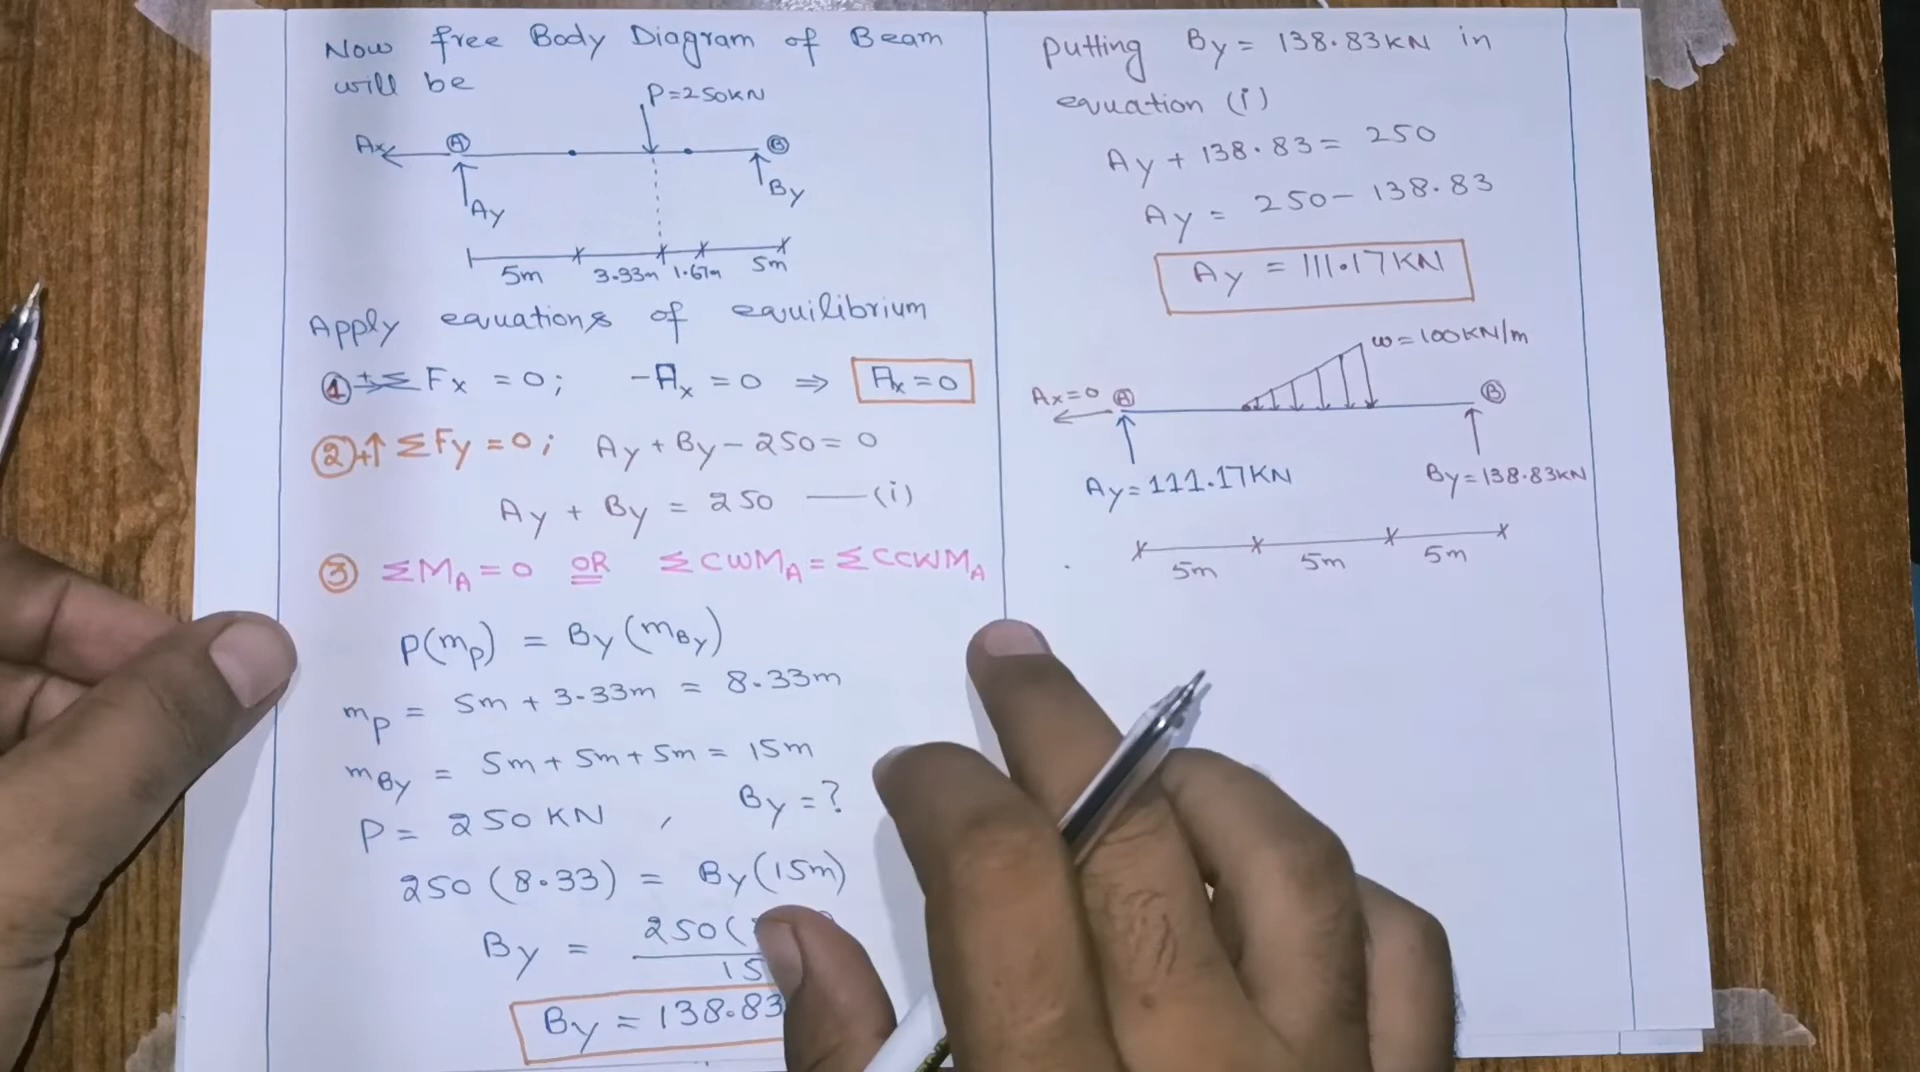 Now free Body Diagram of Beam
will be
P=250KN
Ax
A
B
Ay
By
5m 3.33m 1.67m 5m
Apply equations of equilibrium
① +ΣFx = 0; -Ax = 0 ⇒ Ax = 0
② +↑ ΣFy = 0; Ay + By - 250 = 0
Ay + By = 250 —— (i)
③ ΣMA = 0 OR ΣCWMA = ΣCCWMA
P(mp) = By (mBy)
mp = 5m + 3.33m = 8.33m
mBy = 5m + 5m + 5m = 15m
P = 250 KN , By = ?
250 (8.33) = By (15m)
By = 250(
15
By = 138.83
putting By = 138.83KN in
equation (i)
Ay + 138.83 = 250
Ay = 250 - 138.83
Ay = 111.17KN
w = 100KN/m
Ax=0 A
B
Ay = 111.17KN
By=138.83KN
5m 5m 5m